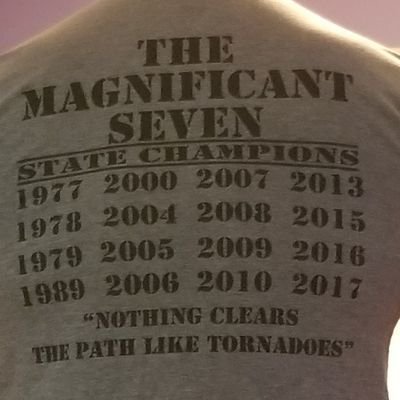 THE
MAGNIFICANT
SEVEN
STATE CHAMPIONS
1977 2000 2007 2013
1978 2004 2008 2015
1979 2005 2009 2016
1989 2006 2010 2017
“NOTHING CLEARS
THE PATH LIKE TORNADOES”